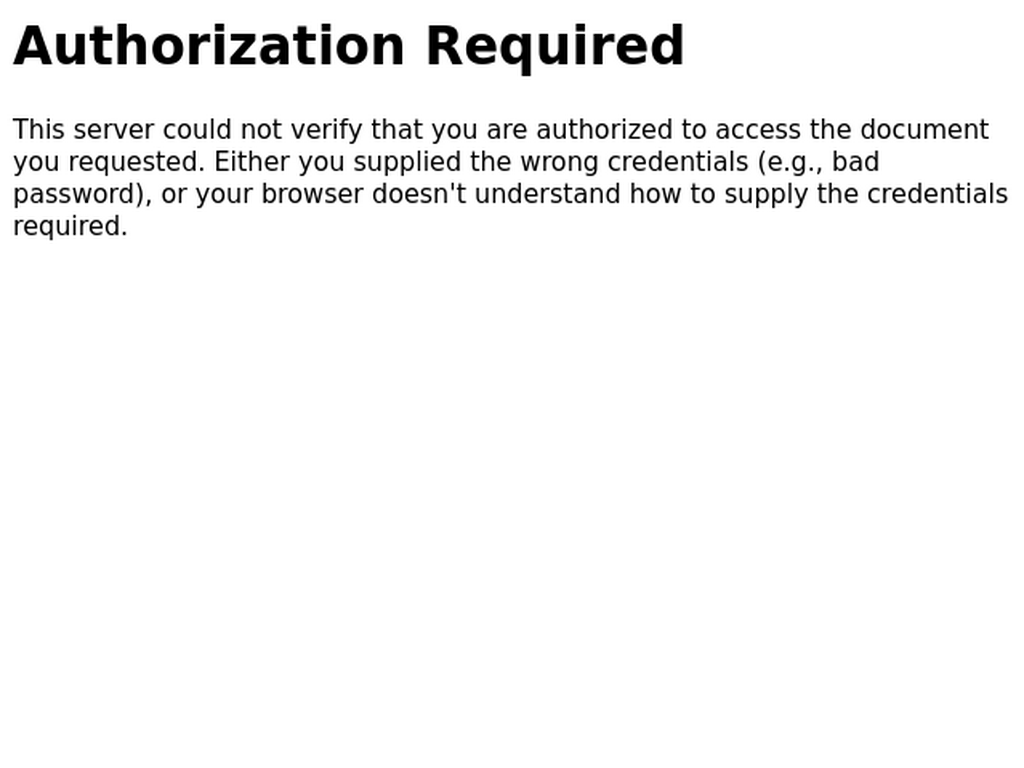 Authorization Required
This server could not verify that you are authorized to access the document
you requested. Either you supplied the wrong credentials (e.g., bad
password), or your browser doesn't understand how to supply the credentials
required.